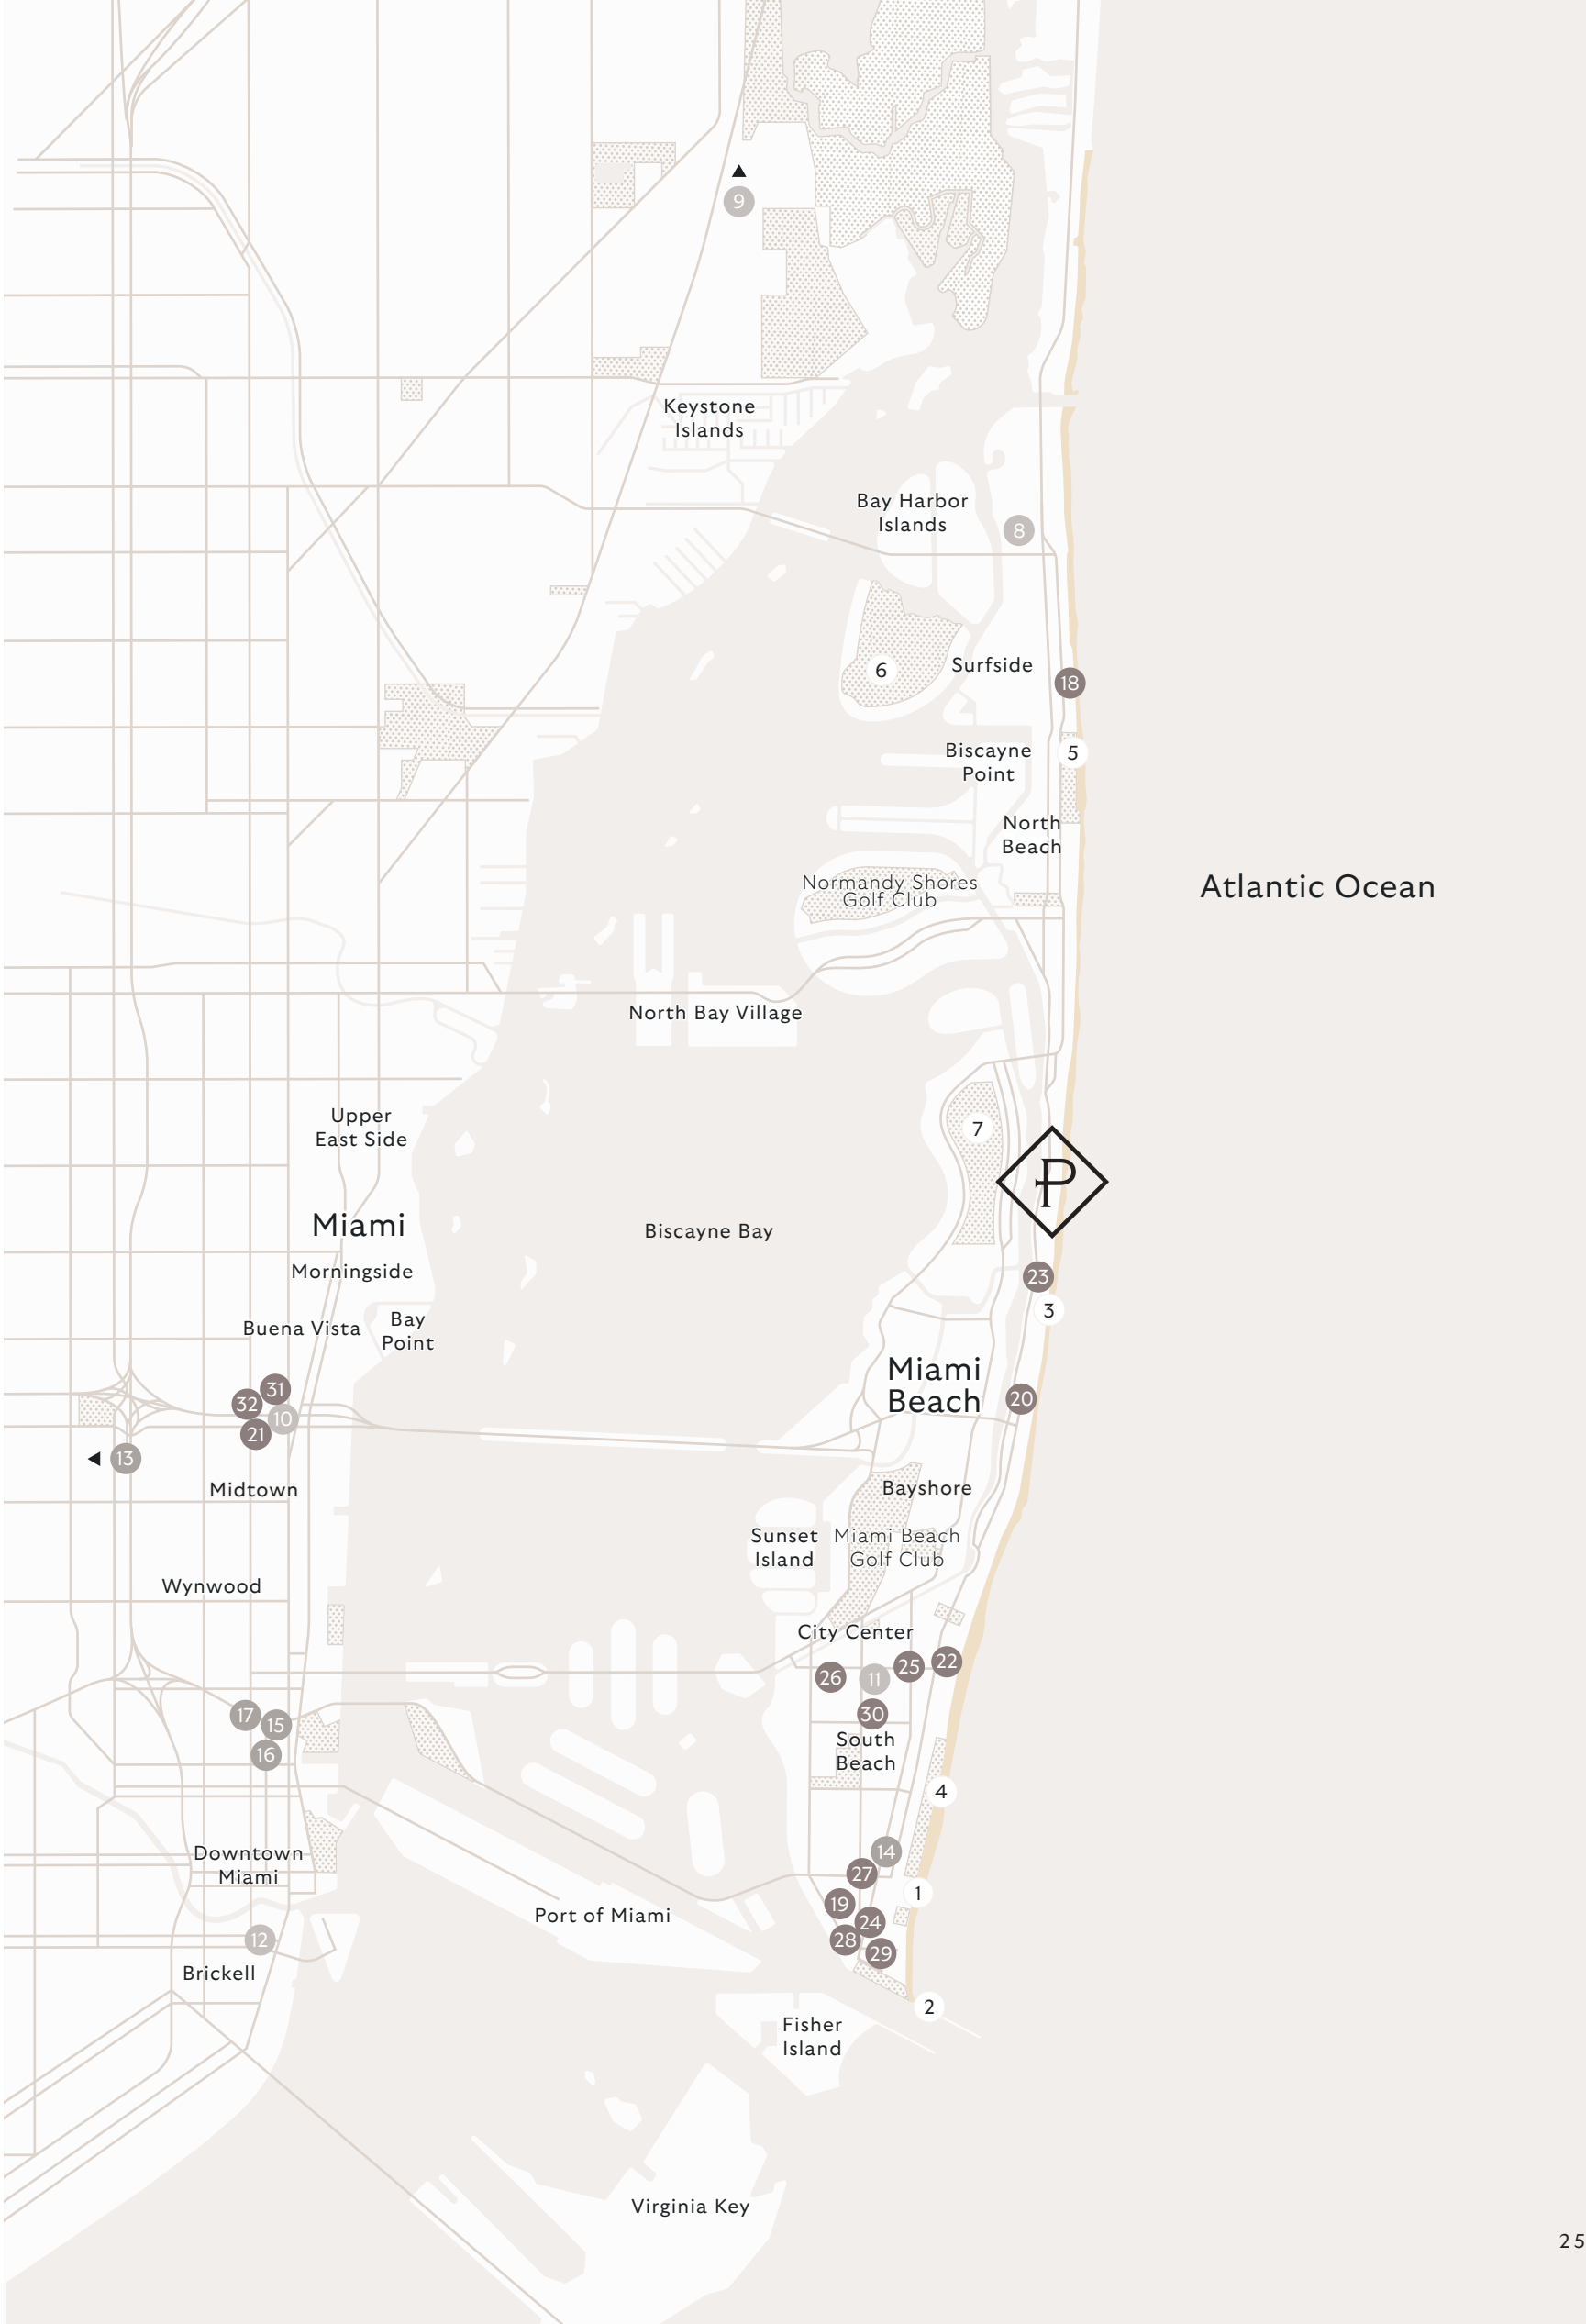 9
Keystone
Islands
Bay Harbor
Islands
8
6
Surfside
18
Biscayne
Point
5
North
Beach
Normandy Shores
Golf Club
Atlantic Ocean
North Bay Village
Upper
East Side
7
P
Miami
Biscayne Bay
Morningside
23
3
Buena Vista
Bay
Point
Miami
Beach
31
32
10
21
20
13
Midtown
Bayshore
Sunset
Island
Miami Beach
Golf Club
Wynwood
City Center
26
11
25
22
17
15
16
30
South
Beach
4
Downtown
Miami
14
27
1
19
24
28
29
Port of Miami
12
Brickell
2
Fisher
Island
Virginia Key
25